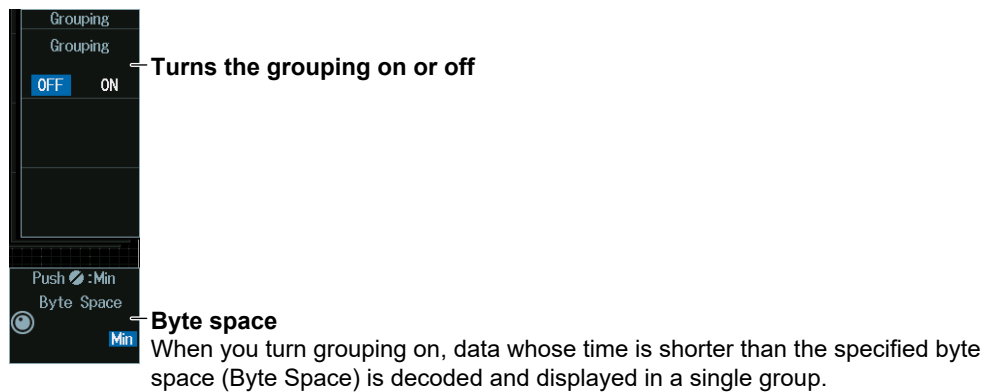 Grouping
Grouping
Turns the grouping on or off
OFF ON
Push :Min
Byte Space
Byte space
Min
When you turn grouping on, data whose time is shorter than the specified byte
space (Byte Space) is decoded and displayed in a single group.